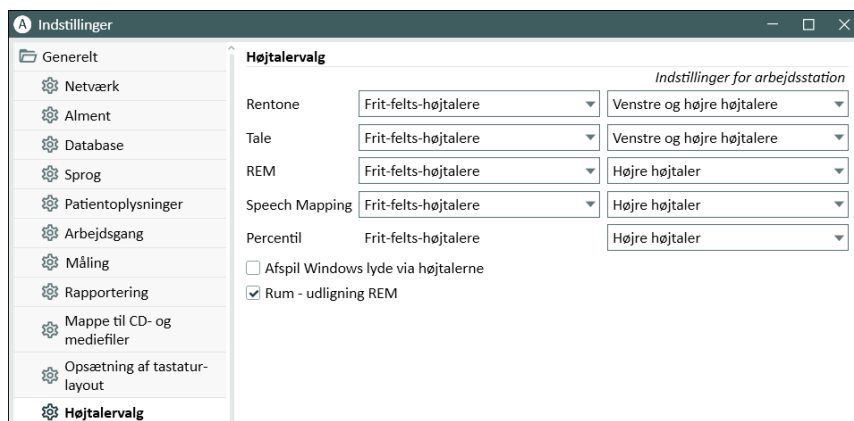 A Indstillinger
Generelt
Netværk
Alment
Database
Sprog
Patientoplysninger
Arbejdsgang
Måling
Rapportering
Mappe til CD- og
mediefiler
Opsætning af tastatur-
layout
Højtalervalg
Højtalervalg
Indstillinger for arbejdsstation
Rentone Frit-felts-højtalere Venstre og højre højtalere
Tale Frit-felts-højtalere Venstre og højre højtalere
REM Frit-felts-højtalere Højre højtaler
Speech Mapping Frit-felts-højtalere Højre højtaler
Percentil Frit-felts-højtalere Højre højtaler
Afspil Windows lyde via højtalerne
Rum - udligning REM